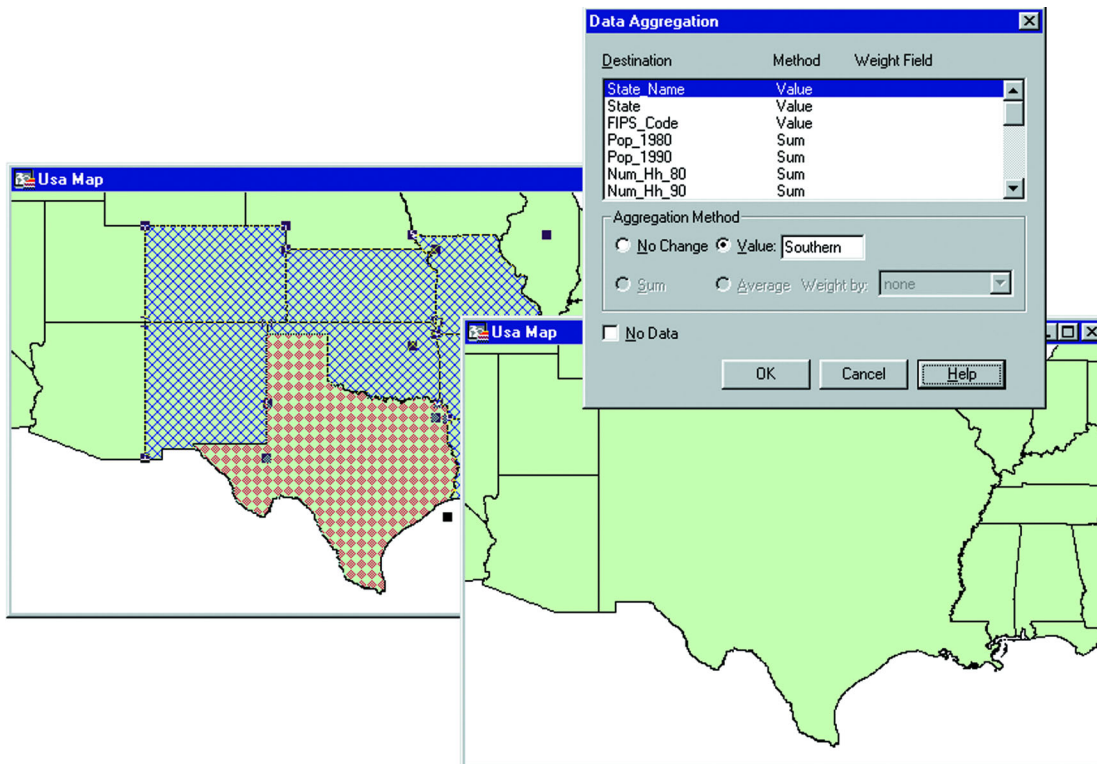 Data Aggregation
Destination Method Weight Field
State_Name Value
State Value
FIPS_Code Value
Pop_1980 Sum
Pop_1990 Sum
Num_Hh_80 Sum
Num_Hh_90 Sum
Aggregation Method
No Change Value: Southern
Sum Average Weight by: none
No Data
OK Cancel Help
Usa Map
Usa Map